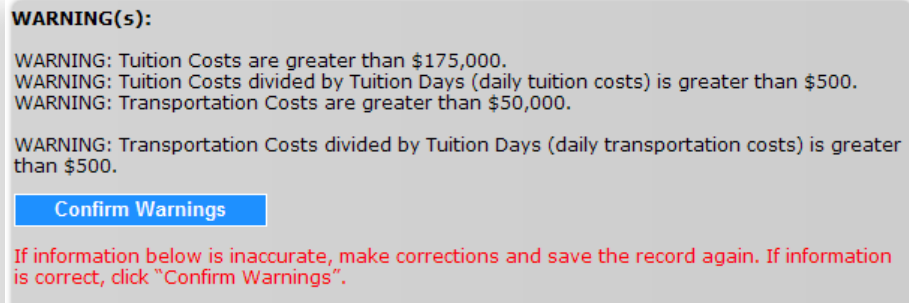 WARNING(s):
WARNING: Tuition Costs are greater than $175,000.
WARNING: Tuition Costs divided by Tuition Days (daily tuition costs) is greater than $500.
WARNING: Transportation Costs are greater than $50,000.
WARNING: Transportation Costs divided by Tuition Days (daily transportation costs) is greater
than $500.
Confirm Warnings
If information below is inaccurate, make corrections and save the record again. If information
is correct, click “Confirm Warnings”.